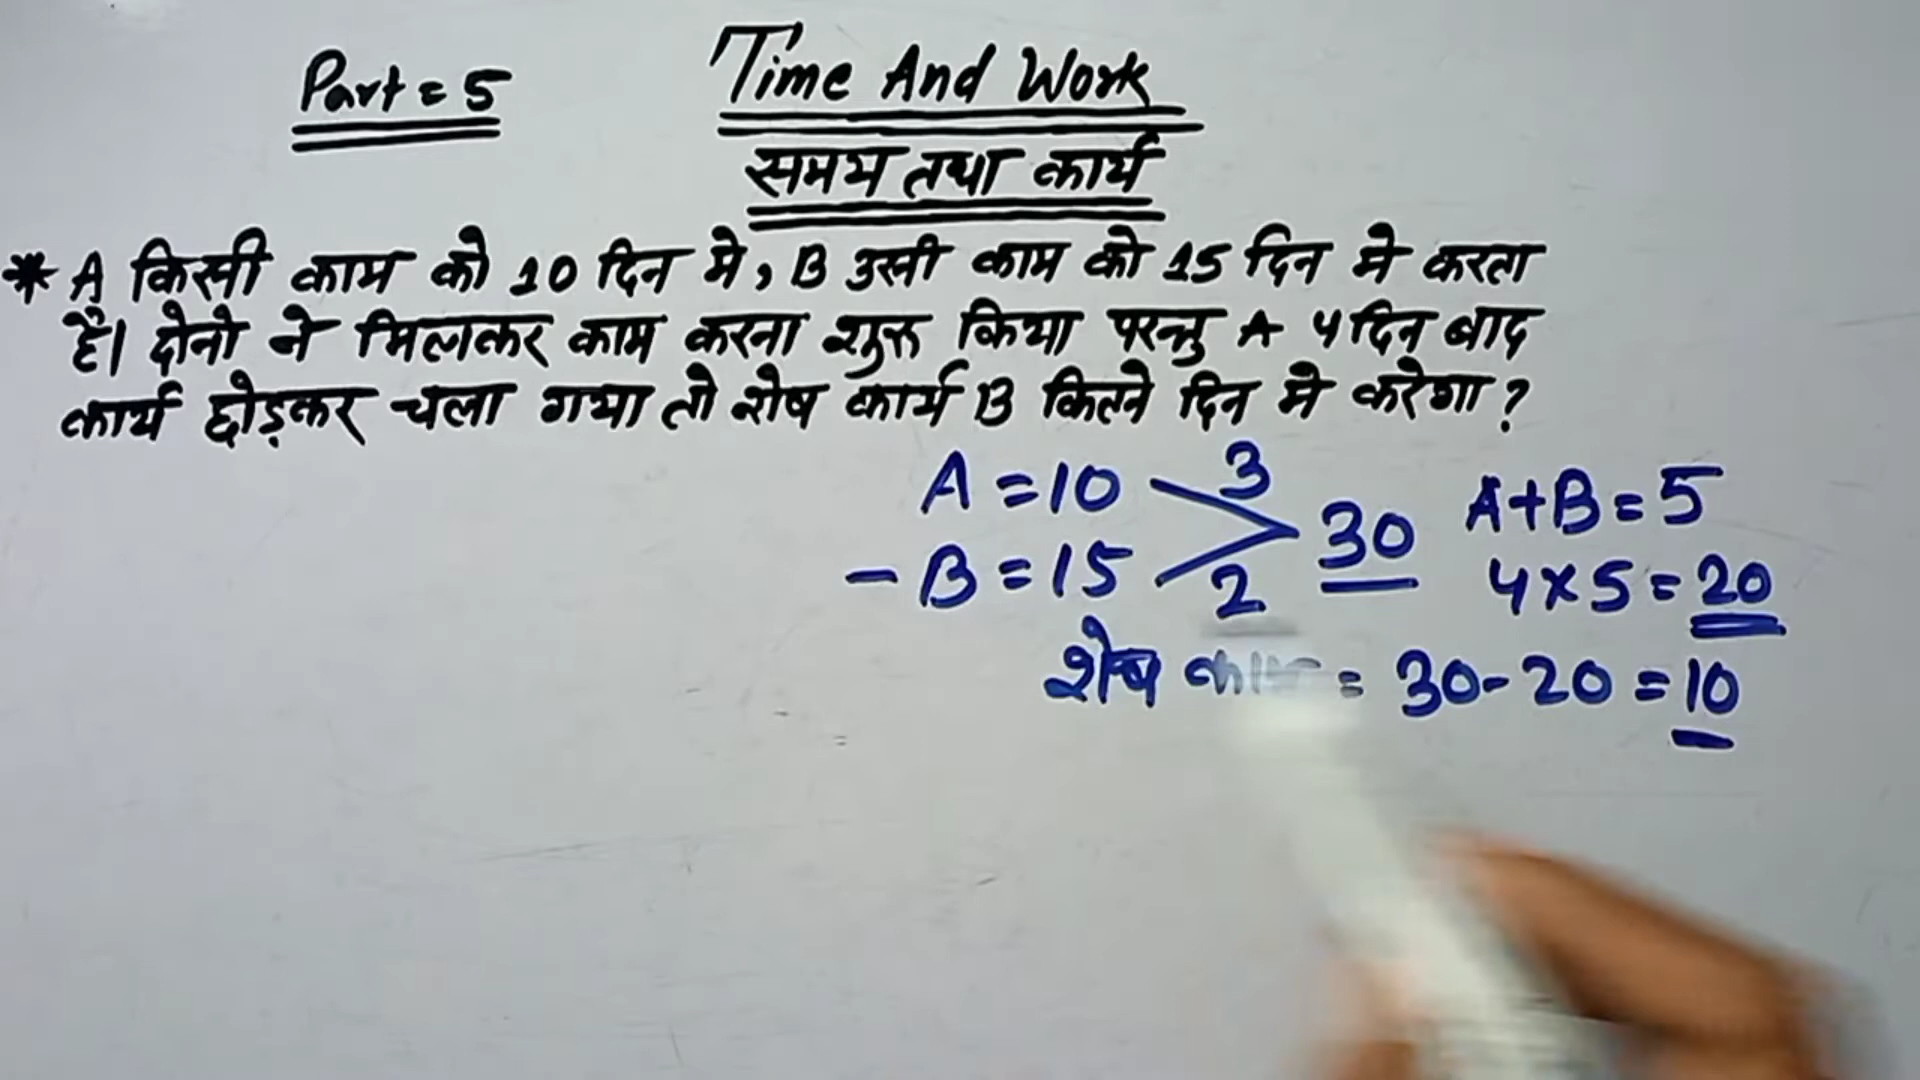 Part = 5
Time And Work
समय तथा कार्य
* A किसी काम को 10 दिन मे, B उसी काम को 15 दिन मे करता
है। दोनो ने मिलकर काम करना शुरू किया परन्तु A 4 दिन बाद
कार्य छोड़कर चला गया तो शेष कार्य B कितने दिन मे करेगा ?
A = 10 3
30
- B = 15 2
A+B = 5
4 x 5 = 20
शेष = 30 - 20 = 10